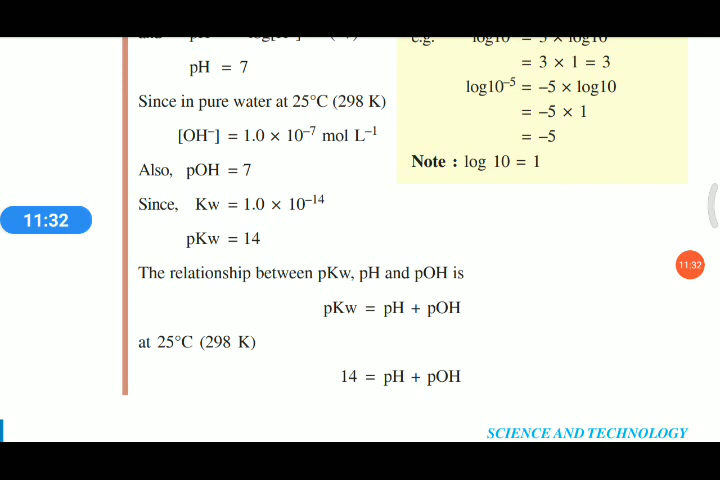 pH = 7
Since in pure water at 25°C (298 K)
[OH⁻] = 1.0 × 10⁻⁷ mol L⁻¹
Also, pOH = 7
Since, Kw = 1.0 × 10⁻¹⁴
pKw = 14
The relationship between pKw, pH and pOH is
pKw = pH + pOH
at 25°C (298 K)
14 = pH + pOH
= 3 × 1 = 3
log10⁻⁵ = –5 × log10
= –5 × 1
= –5
Note : log 10 = 1
11:32
11:32
SCIENCE AND TECHNOLOGY